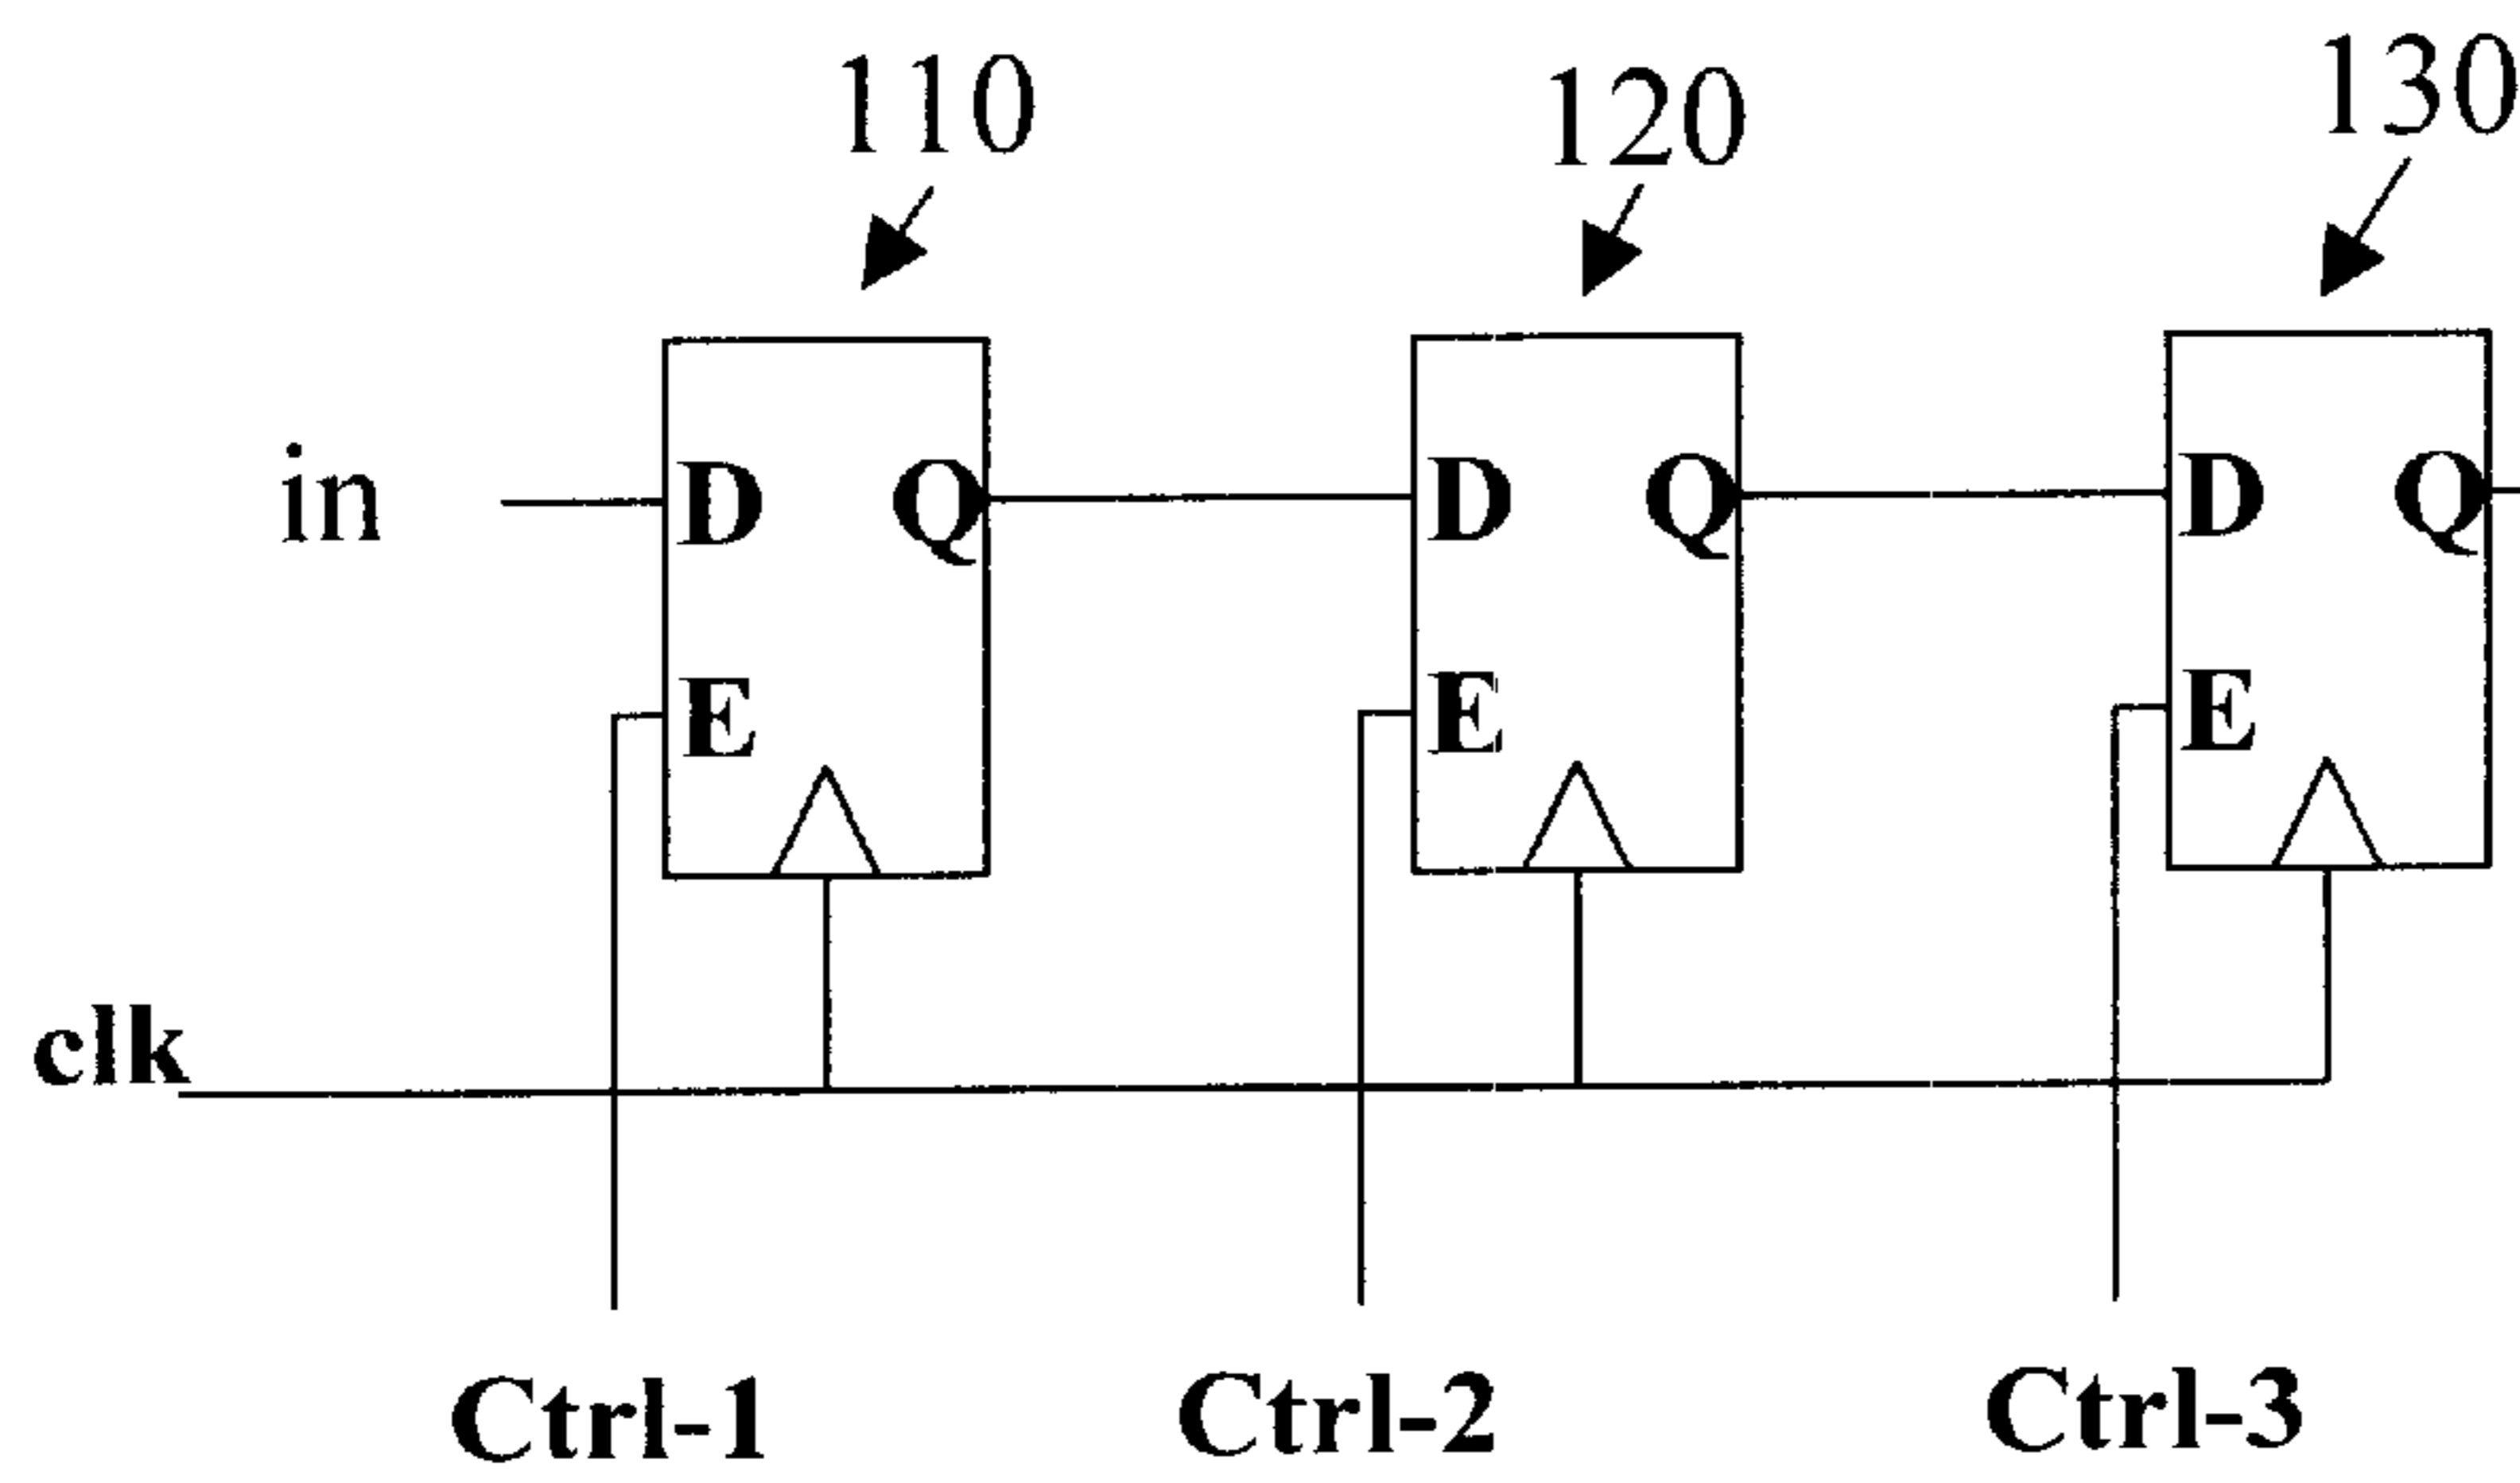 110 120 130
in D Q D Q D Q
E E E
clk
Ctrl-1 Ctrl-2 Ctrl-3